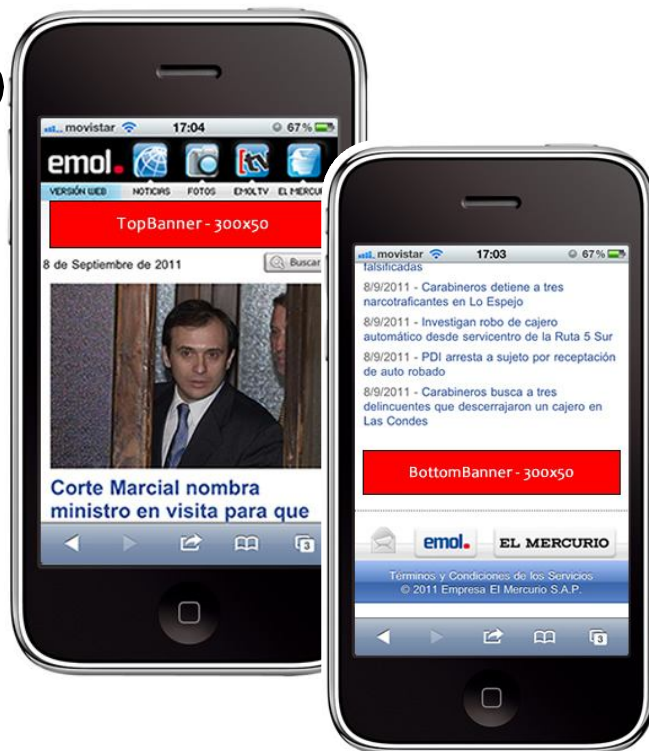 movistar 17:04 67%
emol.
[tv
VERSIÓN WEB NOTICIAS FOTOS EMOLTV EL MERCUR
TopBanner - 300x50
8 de Septiembre de 2011 Buscar
Corte Marcial nombra
ministro en visita para que
3
movistar 17:03 67%
falsificadas
8/9/2011 - Carabineros detiene a tres
narcotraficantes en Lo Espejo
8/9/2011 - Investigan robo de cajero
automático desde servicentro de la Ruta 5 Sur
8/9/2011 - PDI arresta a sujeto por receptación
de auto robado
8/9/2011 - Carabineros busca a tres
delincuentes que descerrajaron un cajero en
Las Condes
BottomBanner - 300x50
emol. EL MERCURIO
Términos y Condiciones de los Servicios
© 2011 Empresa El Mercurio S.A.P.
3